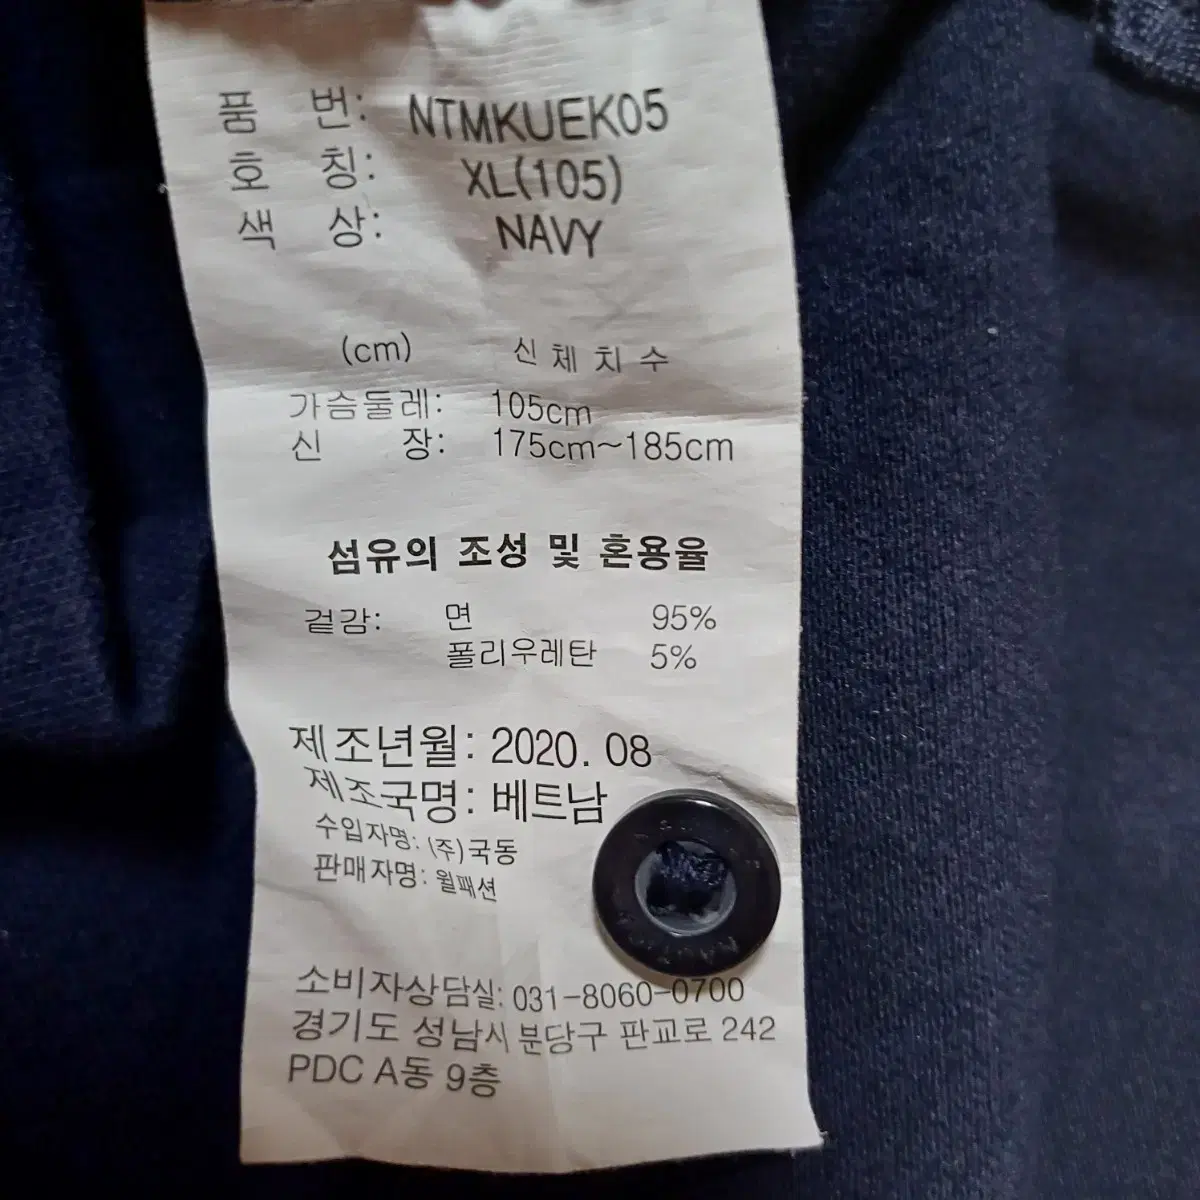 품 번: NTMKUEK05
호 칭: XL(105)
색 상: NAVY
(cm) 신체치수
가슴둘레: 105cm
신 장: 175cm~185cm
섬유의 조성 및 혼용율
겉감: 면 95%
폴리우레탄 5%
제조년월: 2020. 08
제조국명: 베트남
수입자명: (주)국동
판매자명: 월패션
소비자상담실: 031-8060-0700
경기도 성남시 분당구 판교로 242
PDC A동 9층